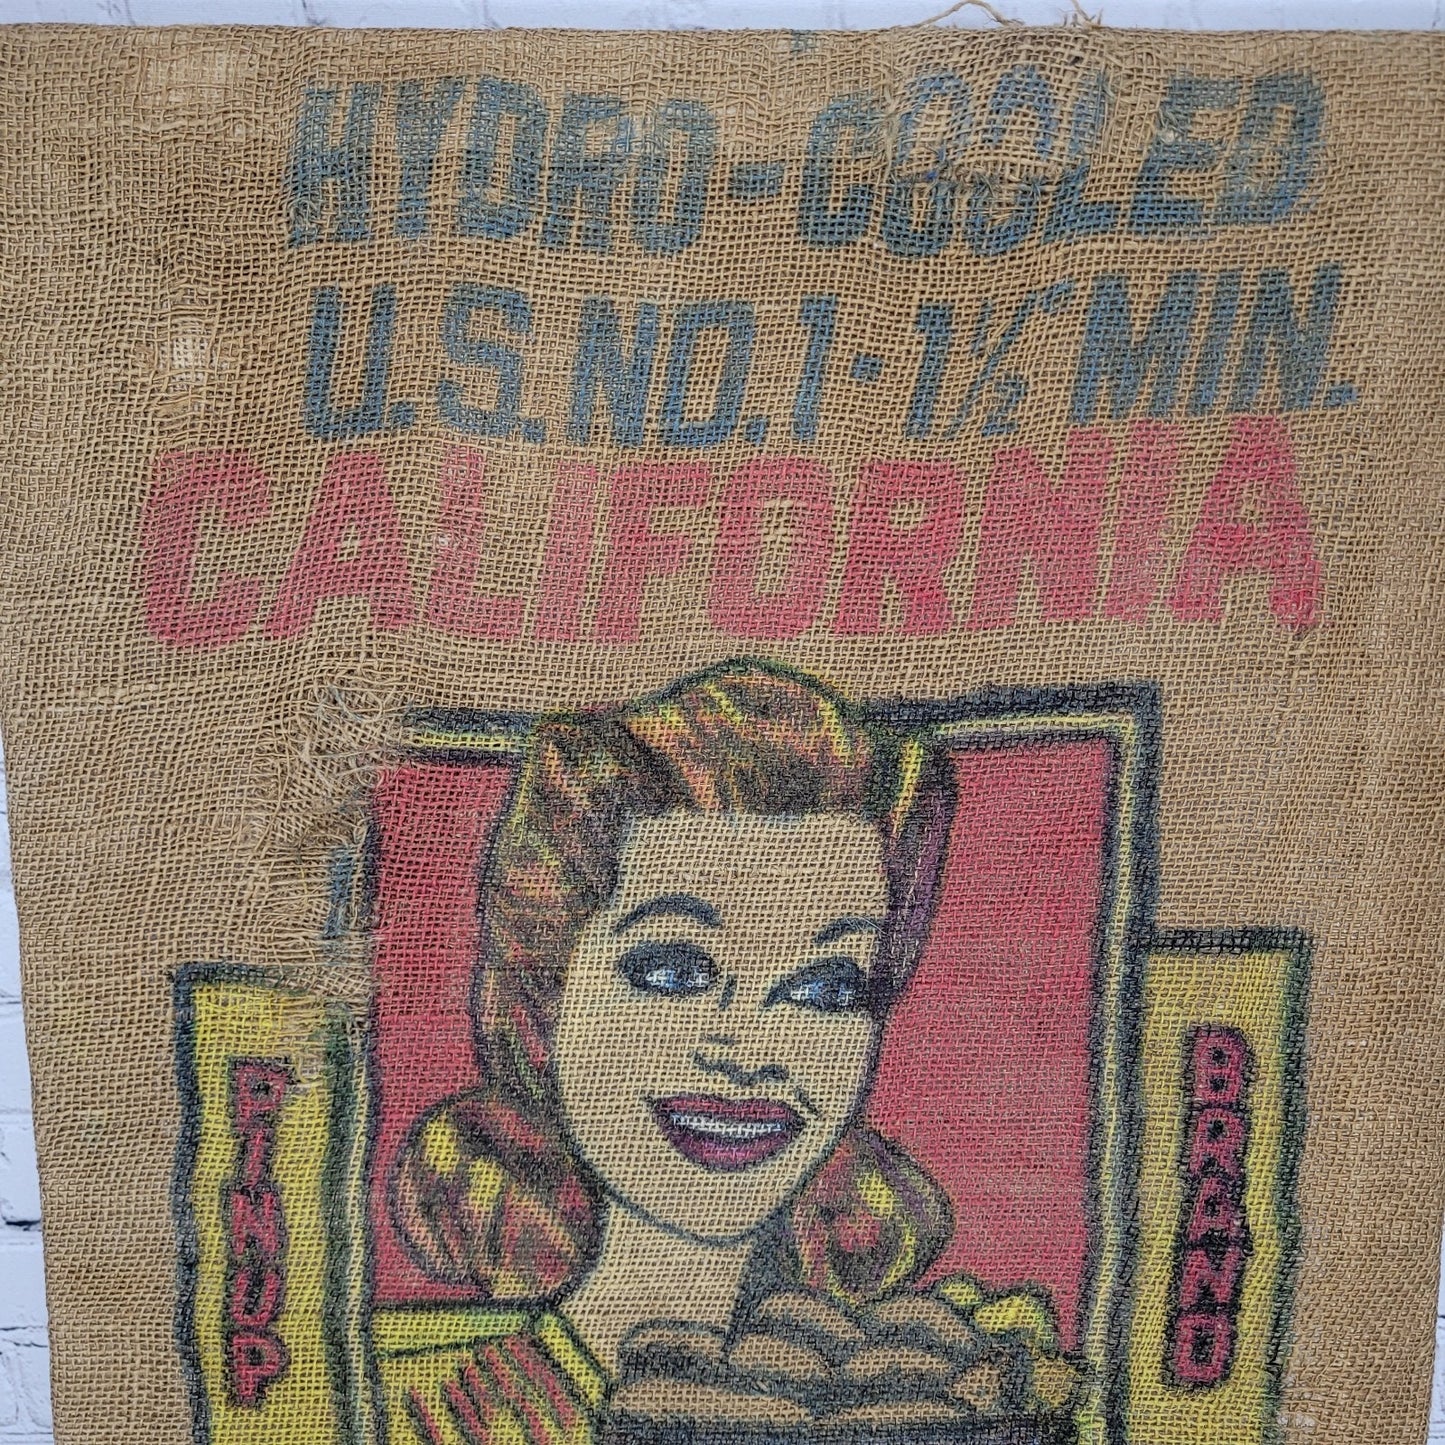 HYDRO-COOLED
U.S. NO. 1 - 1½" MIN.
CALIFORNIA
PINUP
BRAND